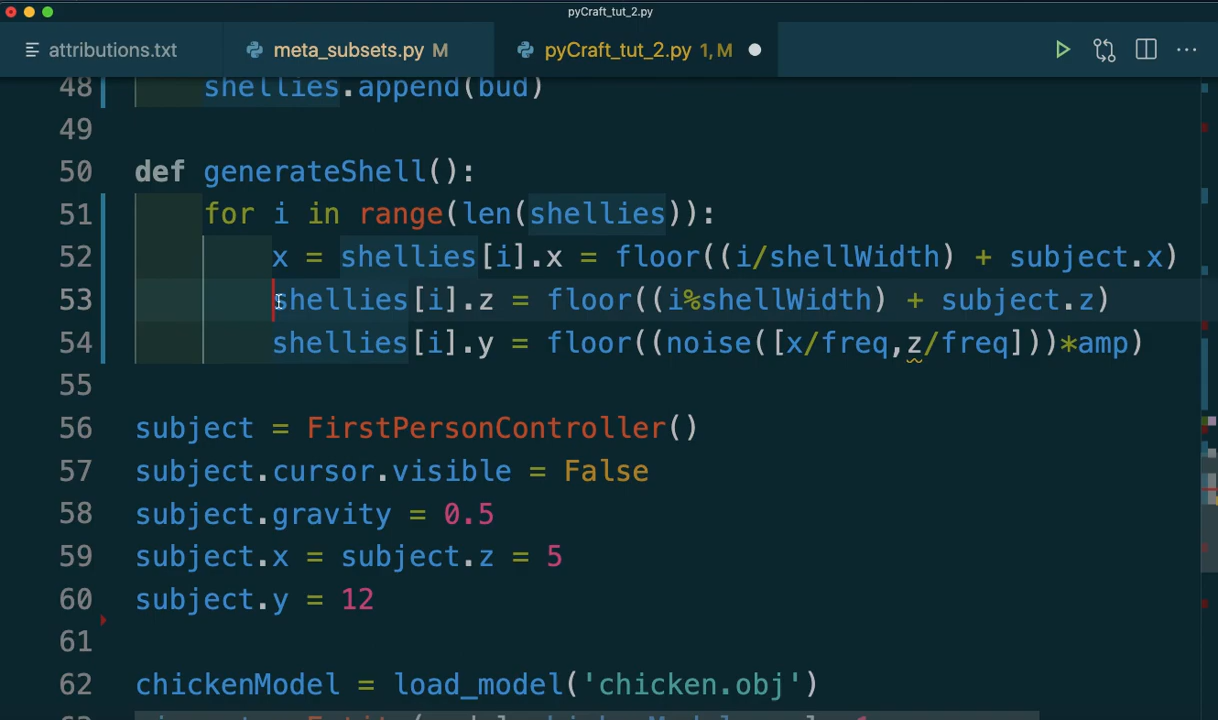 pyCraft_tut_2.py
attributions.txt meta_subsets.py M pyCraft_tut_2.py 1, M
48 shellies.append(bud)
49
50 def generateShell():
51 for i in range(len(shellies)):
52 x = shellies[i].x = floor((i/shellWidth) + subject.x)
53 shellies[i].z = floor((i%shellWidth) + subject.z)
54 shellies[i].y = floor((noise([x/freq,z/freq]))*amp)
55
56 subject = FirstPersonController()
57 subject.cursor.visible = False
58 subject.gravity = 0.5
59 subject.x = subject.z = 5
60 subject.y = 12
61
62 chickenModel = load_model('chicken.obj')